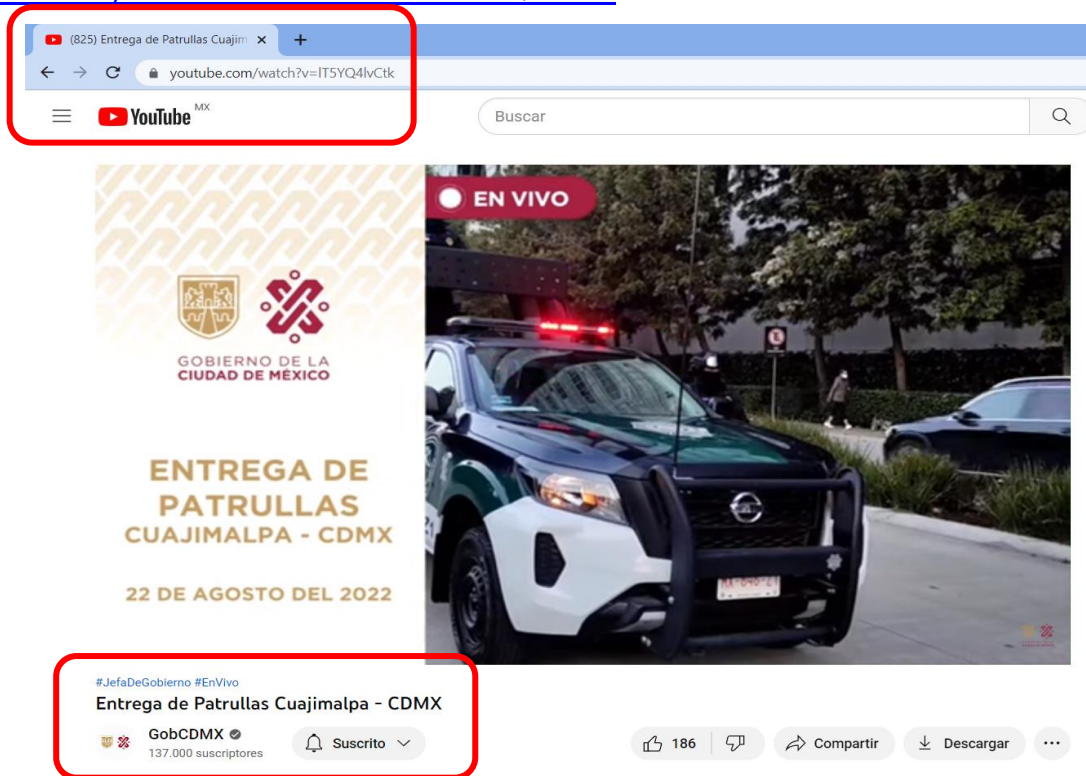 (825) Entrega de Patrullas Cuajim
youtube.com/watch?v=lT5YQ4lvCtk
YouTube MX
Buscar
EN VIVO
GOBIERNO DE LA
CIUDAD DE MÉXICO
ENTREGA DE
PATRULLAS
CUAJIMALPA - CDMX
22 DE AGOSTO DEL 2022
#JefaDeGobierno #EnVivo
Entrega de Patrullas Cuajimalpa - CDMX
GobCDMX
137.000 suscriptores
Suscrito
186
Compartir
Descargar